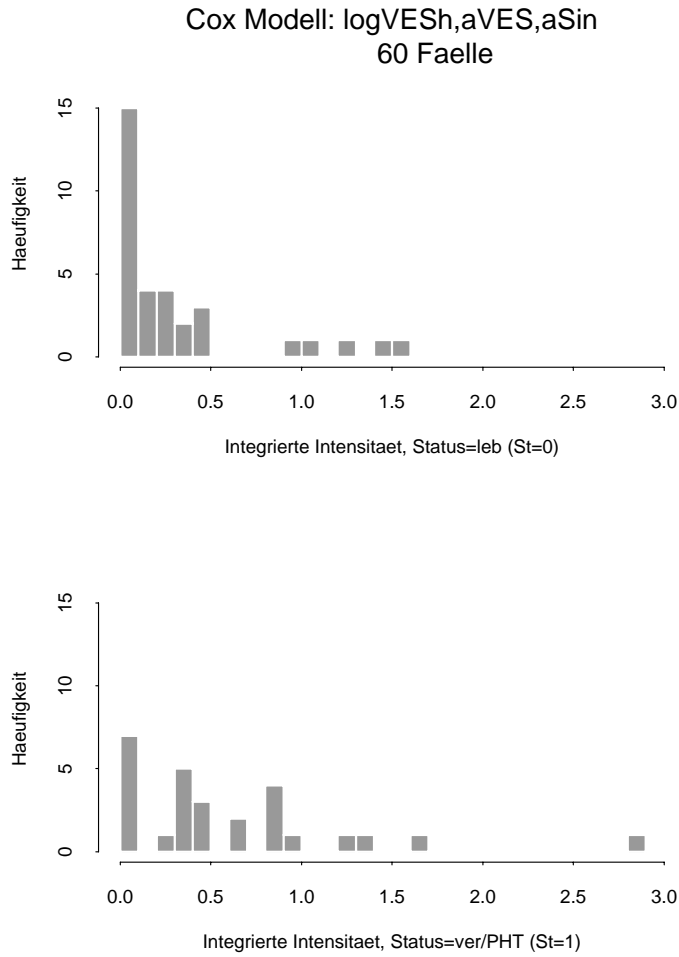 Cox Modell: logVESh,aVES,aSin
60 Faelle
Haeufigkeit
15
10
5
0
0.0 0.5 1.0 1.5 2.0 2.5 3.0
Integrierte Intensitaet, Status=leb (St=0)
Haeufigkeit
15
10
5
0
0.0 0.5 1.0 1.5 2.0 2.5 3.0
Integrierte Intensitaet, Status=ver/PHT (St=1)